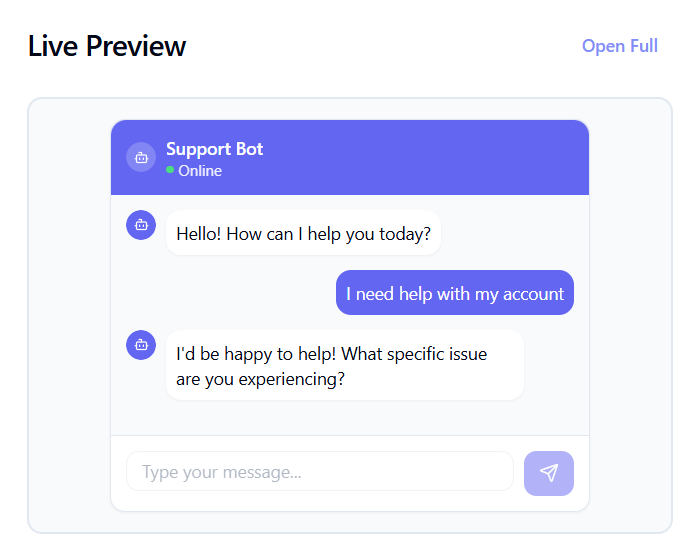 Live Preview
Open Full
Support Bot
Online
Hello! How can I help you today?
I need help with my account
I'd be happy to help! What specific issue
are you experiencing?
Type your message...